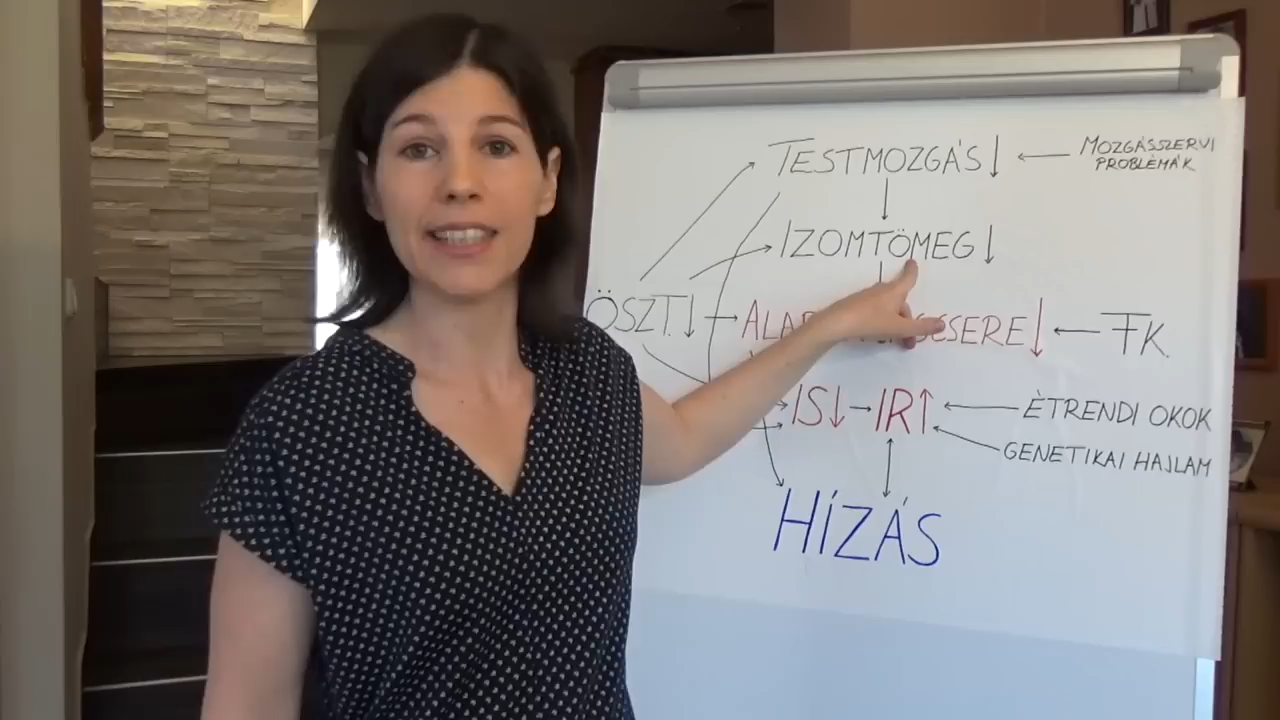 TESTMOZGÁS↓ ← MOZGÁSSZERVI
PROBLÉMÁK
IZOMTÖMEG↓
ÖSZT.↓ → ↓ ← FK.
IS↓ → IR↑ ← ÉTRENDI OKOK
GENETIKAI HAJLAM
HÍZÁS